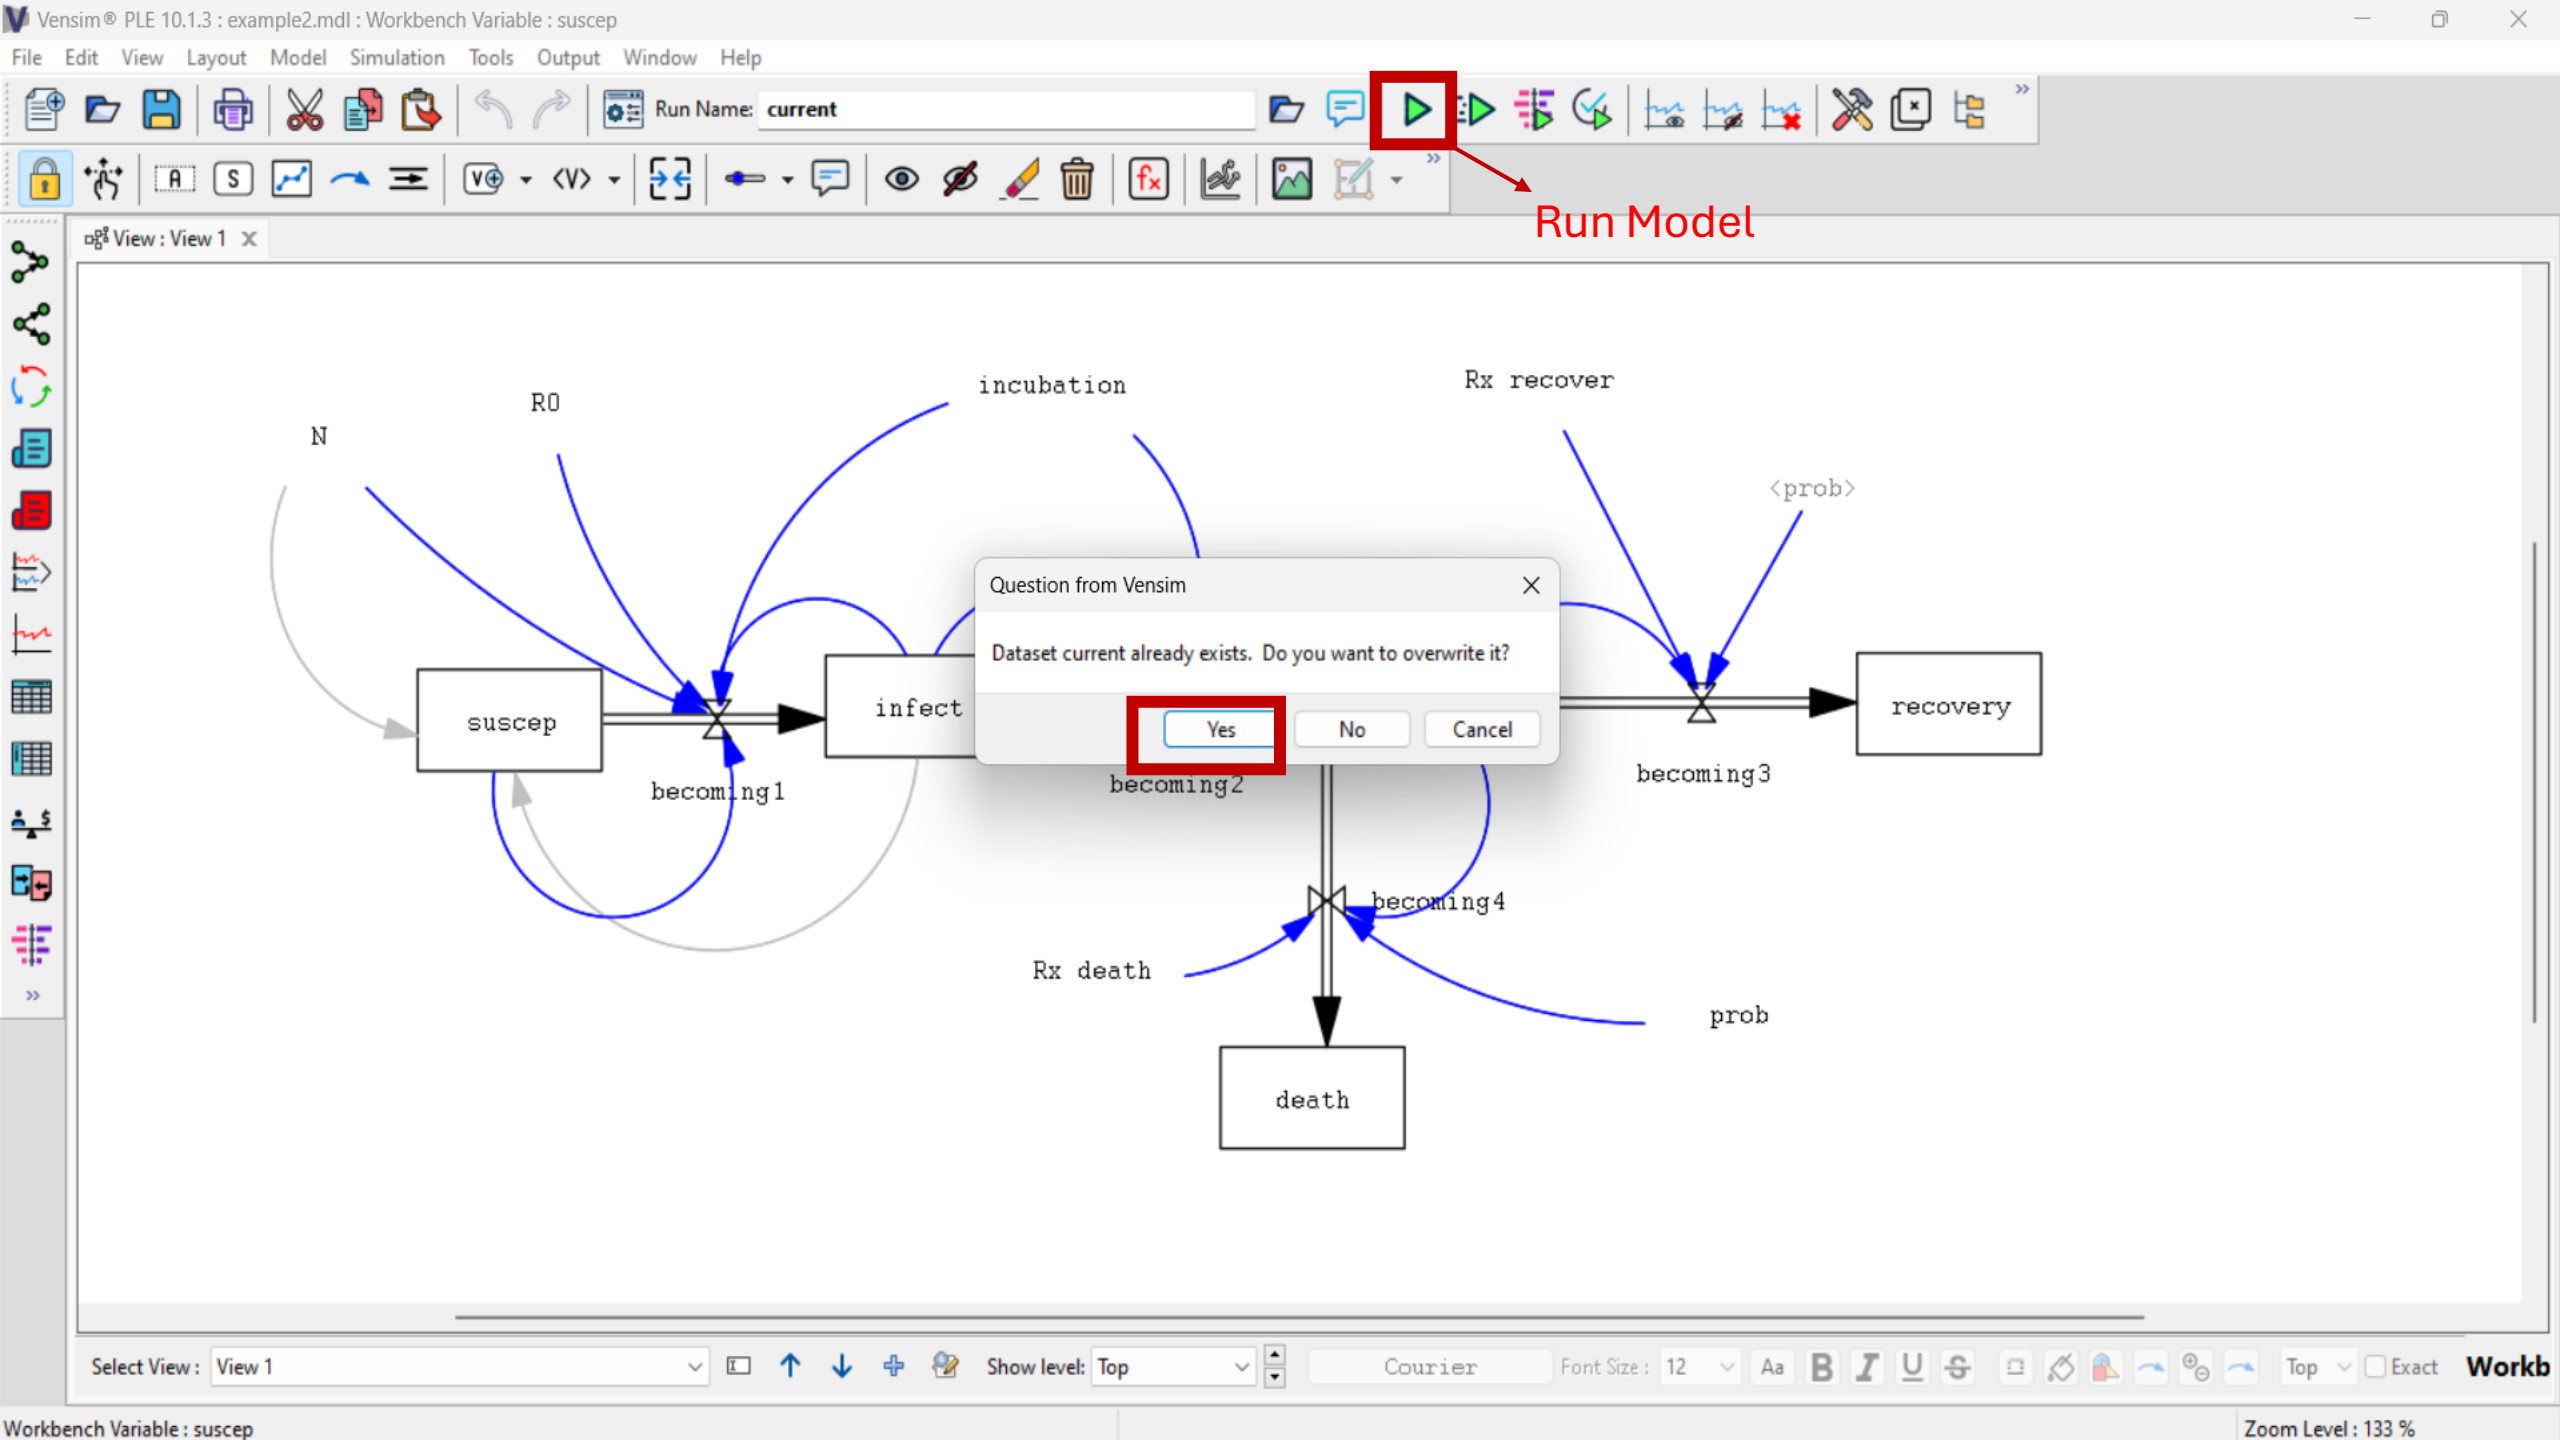 Vensim® PLE 10.1.3 : example2.mdl : Workbench Variable : suscep
File Edit View Layout Model Simulation Tools Output Window Help
Run Name: current
A S V <V> fx
Run Model
View : View 1
incubation
Rx recover
R0
N
<prob>
Question from Vensim
Dataset current already exists. Do you want to overwrite it?
Yes No Cancel
suscep
infect
recovery
becoming1
becoming2
becoming3
becoming4
Rx death
prob
death
Select View : View 1 Show level: Top Courier Font Size : 12 Aa B I U S Top Exact Workb
Workbench Variable : suscep
Zoom Level : 133 %